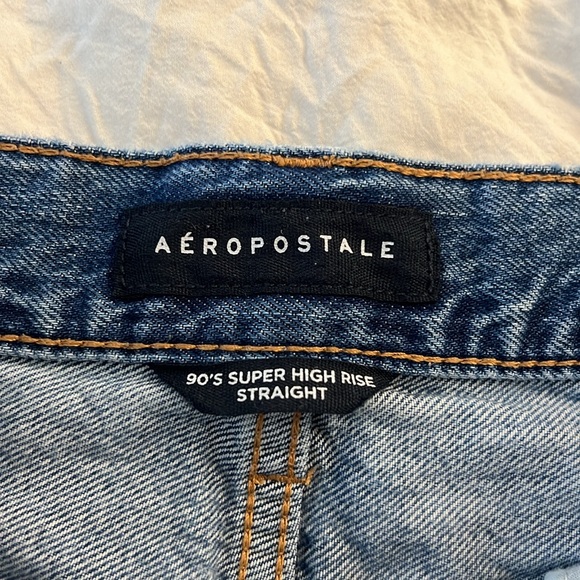 AÉROPOSTALE
90'S SUPER HIGH RISE
STRAIGHT